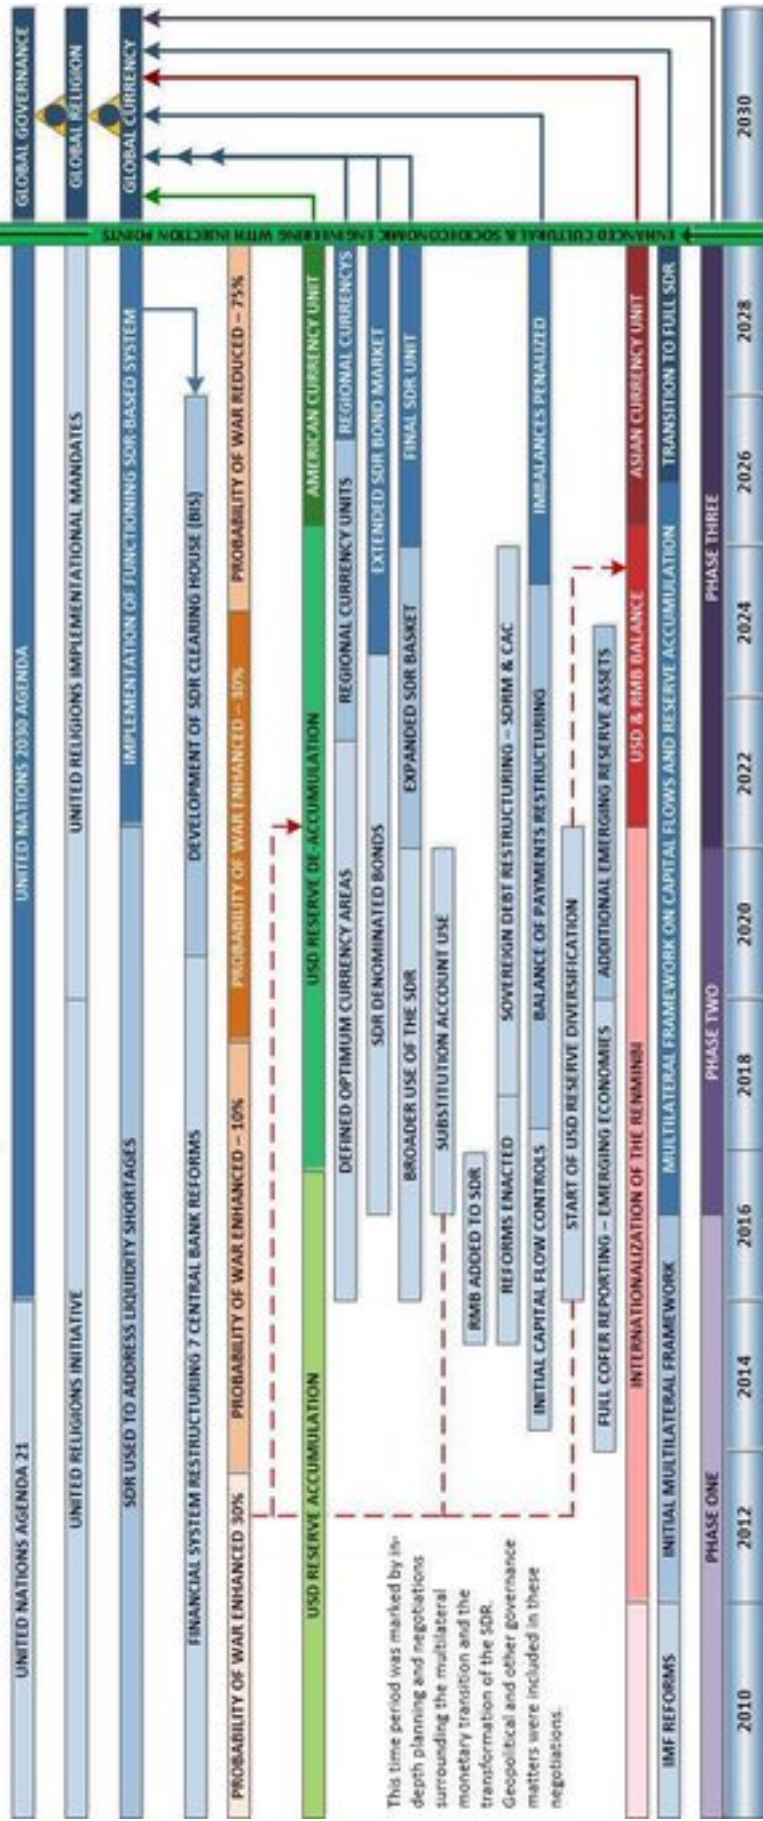 UNITED NATIONS AGENDA 21
UNITED NATIONS 2030 AGENDA
GLOBAL GOVERNANCE
UNITED RELIGIONS INITIATIVE
UNITED RELIGIONS IMPLEMENTATIONAL MANDATES
GLOBAL RELIGION
SDR USED TO ADDRESS LIQUIDITY SHORTAGES
IMPLEMENTATION OF FUNCTIONING SDR-BASED SYSTEM
GLOBAL CURRENCY
FINANCIAL SYSTEM RESTRUCTURING 7 CENTRAL BANK REFORMS
DEVELOPMENT OF SDR CLEARING HOUSE (BIS)
PROBABILITY OF WAR ENHANCED 30%
PROBABILITY OF WAR ENHANCED – 10%
PROBABILITY OF WAR ENHANCED – 30%
PROBABILITY OF WAR REDUCED – 75%
USD RESERVE ACCUMULATION
USD RESERVE DE-ACCUMULATION
AMERICAN CURRENCY UNIT
DEFINED OPTIMUM CURRENCY AREAS
REGIONAL CURRENCY UNITS
REGIONAL CURRENCYS
SDR DENOMINATED BONDS
EXTENDED SDR BOND MARKET
BROADER USE OF THE SDR
EXPANDED SDR BASKET
FINAL SDR UNIT
SUBSTITUTION ACCOUNT USE
RMB ADDED TO SDR
REFORMS ENACTED
SOVEREIGN DEBT RESTRUCTURING – SDRM & CAC
INITIAL CAPITAL FLOW CONTROLS
BALANCE OF PAYMENTS RESTRUCTURING
IMBALANCES PENALIZED
START OF USD RESERVE DIVERSIFICATION
FULL COFER REPORTING – EMERGING ECONOMIES
ADDITIONAL EMERGING RESERVE ASSETS
This time period was marked by in-
depth planning and negotiations
surrounding the multilateral
monetary transition and the
transformation of the SDR.
Geopolitical and other governance
matters were included in these
negotiations.
INTERNATIONALIZATION OF THE RENMINBI
USD & RMB BALANCE
ASIAN CURRENCY UNIT
IMF REFORMS
INITIAL MULTILATERAL FRAMEWORK
MULTILATERAL FRAMEWORK ON CAPITAL FLOWS AND RESERVE ACCUMULATION
TRANSITION TO FULL SDR
PHASE ONE
PHASE TWO
PHASE THREE
2010 2012 2014 2016 2018 2020 2022 2024 2026 2028 2030
ENHANCED CULTURAL & SOCIOECONOMIC ENGINEERING WITH INJECTION POINTS